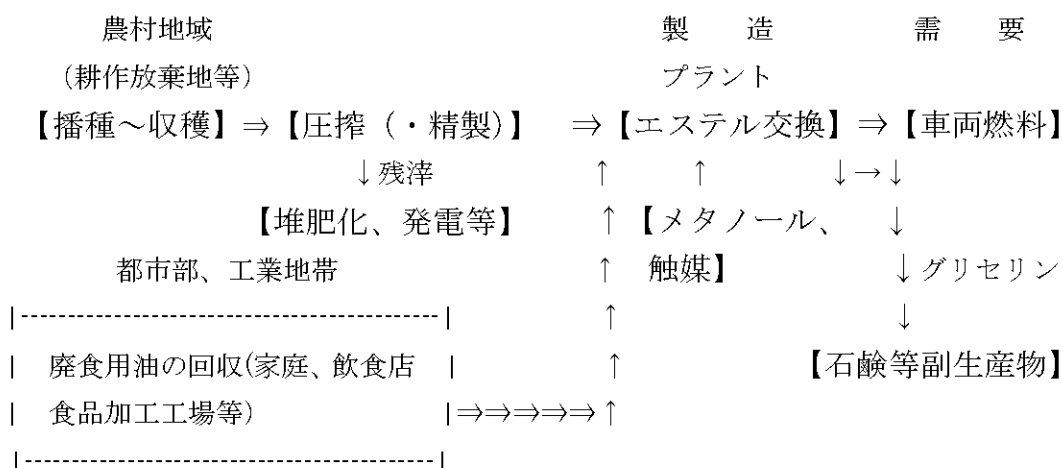 農村地域 製 造 需 要
（耕作放棄地等） プラント
【播種～収穫】⇒【圧搾（・精製）】 ⇒【エステル交換】⇒【車両燃料】
↓残滓 ↑ ↑ ↓→↓
【堆肥化、発電等】 ↑【メタノール、 ↓
都市部、工業地帯 ↑ 触媒】 ↓グリセリン
|--------------------------------------------| ↑ ↓
| 廃食用油の回収(家庭、飲食店 | ↑ 【石鹸等副生産物】
| 食品加工工場等） |⇒⇒⇒⇒⇒↑
|--------------------------------------------|